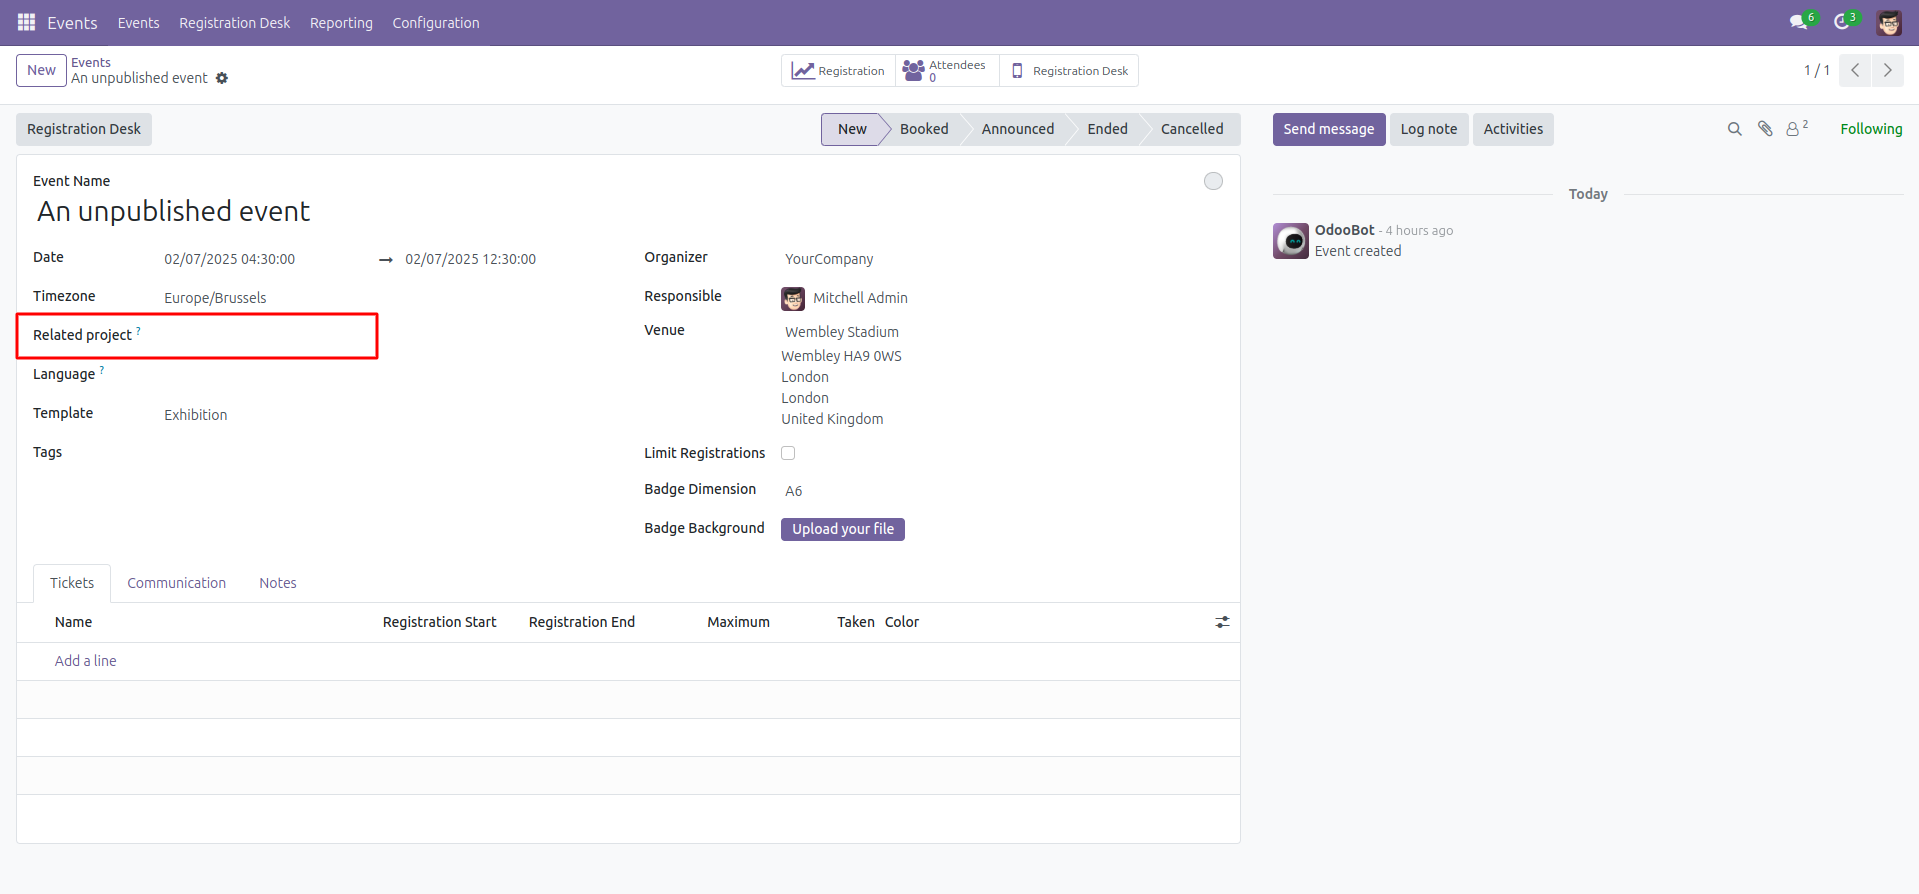 Events Events Registration Desk Reporting Configuration 6 3
New Events
An unpublished event
Registration
Attendees
0
Registration Desk
1 / 1
Registration Desk
New Booked Announced Ended Cancelled
Send message Log note Activities
2
Following
Event Name
An unpublished event
Date 02/07/2025 04:30:00 → 02/07/2025 12:30:00
Timezone Europe/Brussels
Related project ?
Language ?
Template Exhibition
Tags
Organizer YourCompany
Responsible Mitchell Admin
Venue Wembley Stadium
Wembley HA9 0WS
London
London
United Kingdom
Limit Registrations
Badge Dimension A6
Badge Background Upload your file
Tickets Communication Notes
Name Registration Start Registration End Maximum Taken Color
Add a line
Today
OdooBot - 4 hours ago
Event created